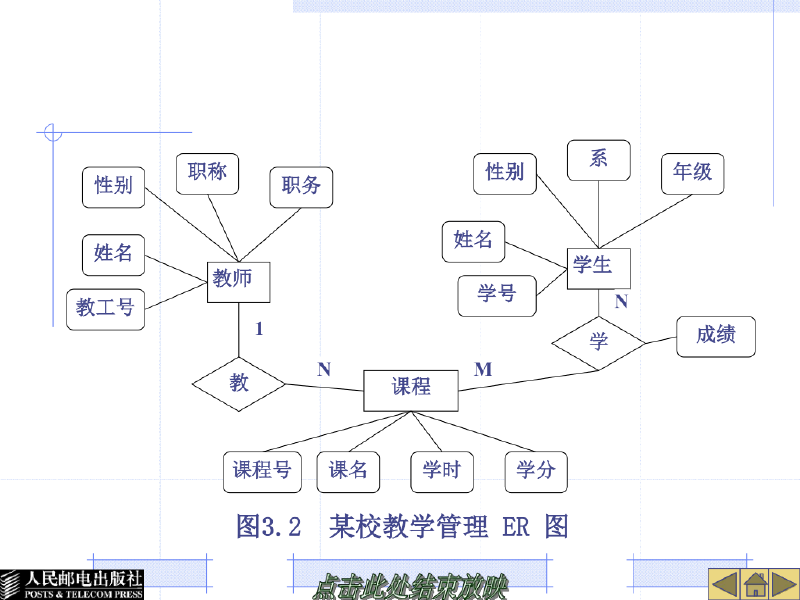 系
职称
性别
年级
性别
职务
姓名
姓名
教师
学生
教工号
学号
N
1
学
成绩
教
N
课程
M
课程号
课名
学时
学分
图3.2 某校教学管理 ER 图
人民邮电出版社
POSTS & TELECOM PRESS
点击此处结束放映